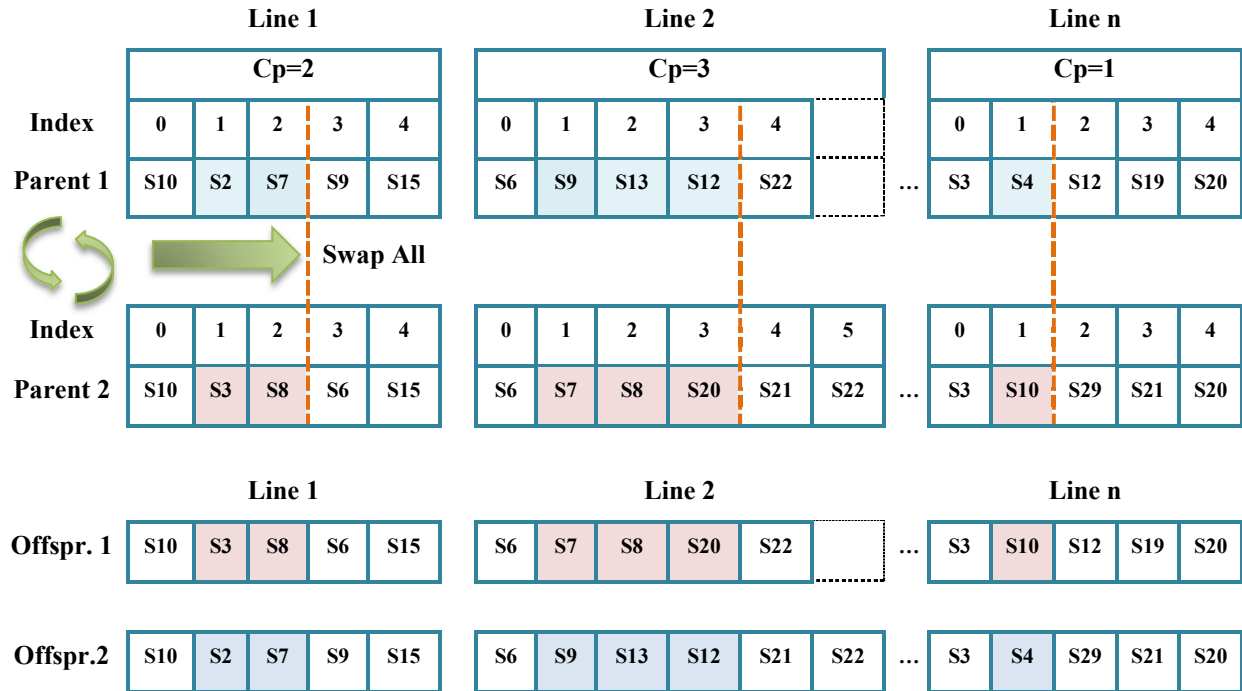 Line 1 Line 2 Line n
Cp=2 Cp=3 Cp=1
Index 0 1 2 3 4 0 1 2 3 4 0 1 2 3 4
Parent 1 S10 S2 S7 S9 S15 S6 S9 S13 S12 S22 ... S3 S4 S12 S19 S20
Swap All
Index 0 1 2 3 4 0 1 2 3 4 5 0 1 2 3 4
Parent 2 S10 S3 S8 S6 S15 S6 S7 S8 S20 S21 S22 ... S3 S10 S29 S21 S20
Line 1 Line 2 Line n
Offspr. 1 S10 S3 S8 S6 S15 S6 S7 S8 S20 S22 ... S3 S10 S12 S19 S20
Offspr.2 S10 S2 S7 S9 S15 S6 S9 S13 S12 S21 S22 ... S3 S4 S29 S21 S20